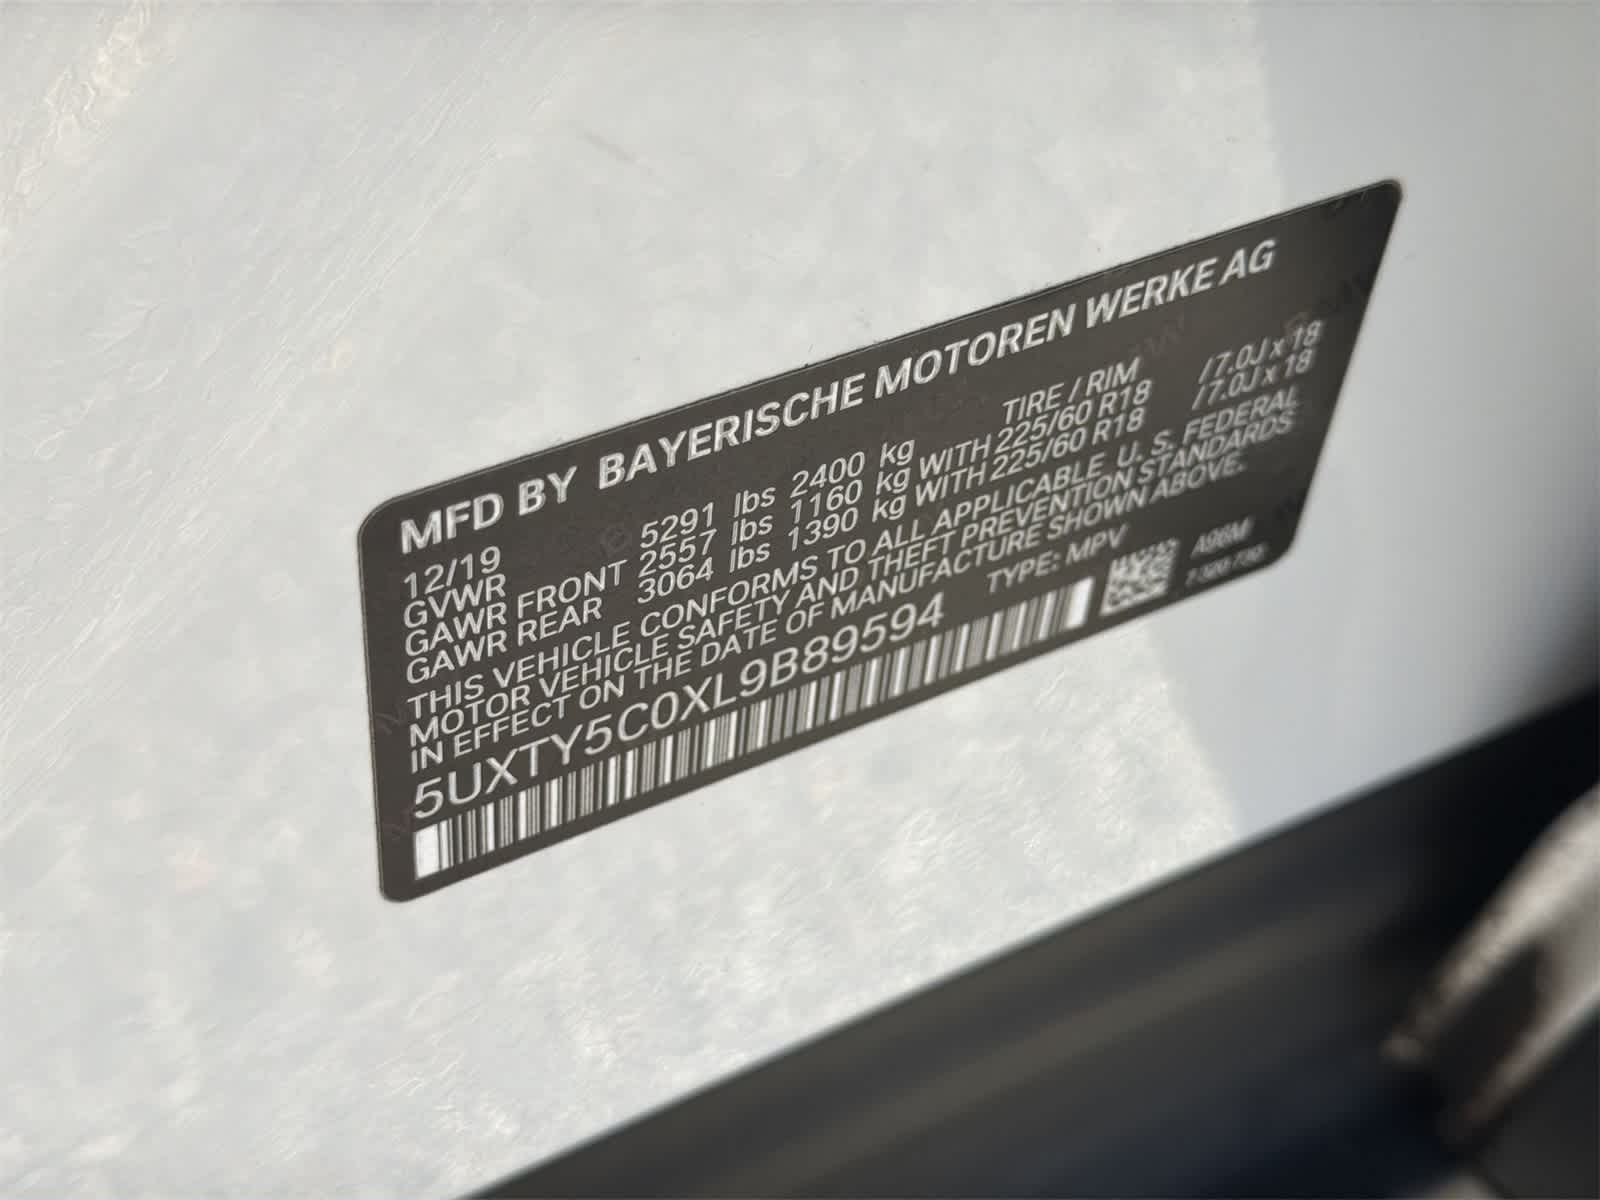 MFD BY BAYERISCHE MOTOREN WERKE AG
12/19 TIRE / RIM
GVWR 5291 lbs 2400 kg
GAWR FRONT 2557 lbs 1160 kg WITH 225/60 R18 /7.0J x 18
GAWR REAR 3064 lbs 1390 kg WITH 225/60 R18 /7.0J x 18
THIS VEHICLE CONFORMS TO ALL APPLICABLE U. S. FEDERAL
MOTOR VEHICLE SAFETY AND THEFT PREVENTION STANDARDS
IN EFFECT ON THE DATE OF MANUFACTURE SHOWN ABOVE.
5UXTY5C0XL9B89594 TYPE: MPV A96M